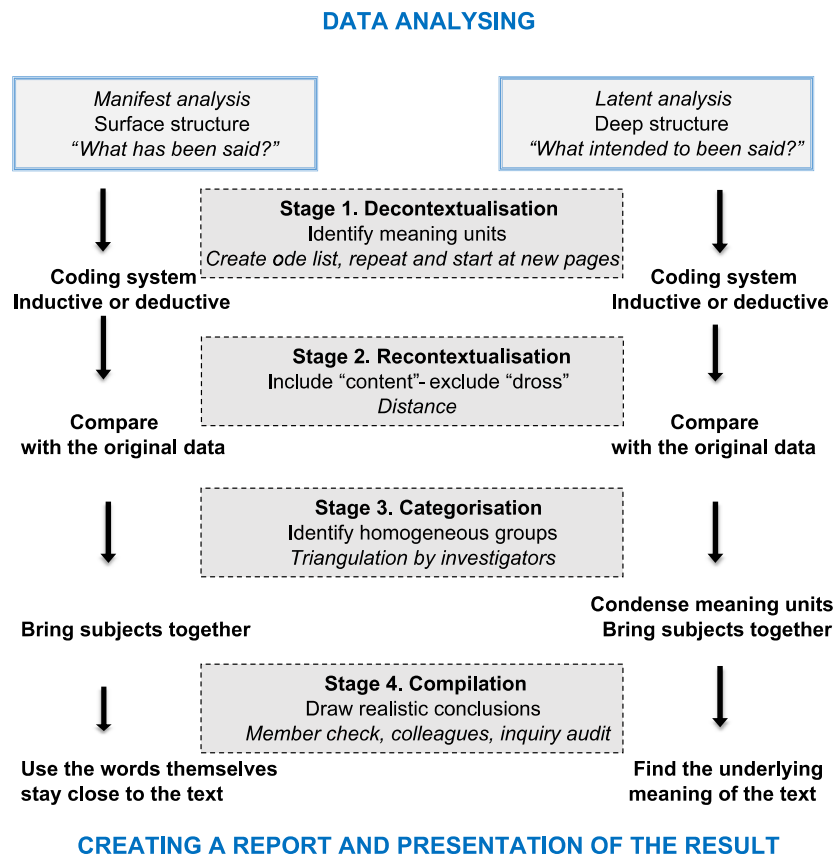 DATA ANALYSING
Manifest analysis
Surface structure
“What has been said?”
Latent analysis
Deep structure
“What intended to been said?”
Stage 1. Decontextualisation
Identify meaning units
Create ode list, repeat and start at new pages
Coding system
Inductive or deductive
Coding system
Inductive or deductive
Stage 2. Recontextualisation
Include “content”- exclude “dross”
Distance
Compare
with the original data
Compare
with the original data
Stage 3. Categorisation
Identify homogeneous groups
Triangulation by investigators
Bring subjects together
Condense meaning units
Bring subjects together
Stage 4. Compilation
Draw realistic conclusions
Member check, colleagues, inquiry audit
Use the words themselves
stay close to the text
Find the underlying
meaning of the text
CREATING A REPORT AND PRESENTATION OF THE RESULT